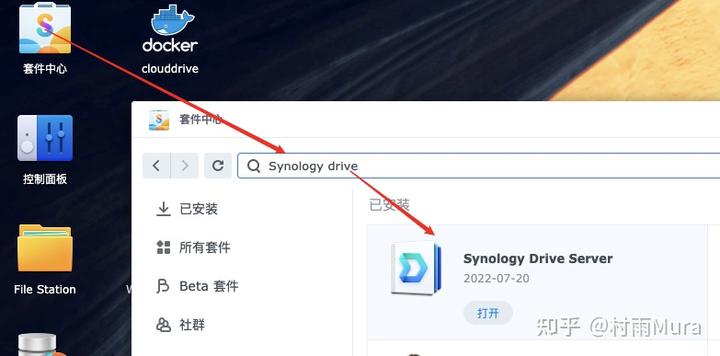 docker
套件中心
clouddrive
套件中心
Synology drive
控制面板
已安装
已安装
所有套件
Synology Drive Server
2022-07-20
File Station
Beta 套件
打开
社群
知乎 @村雨Mura